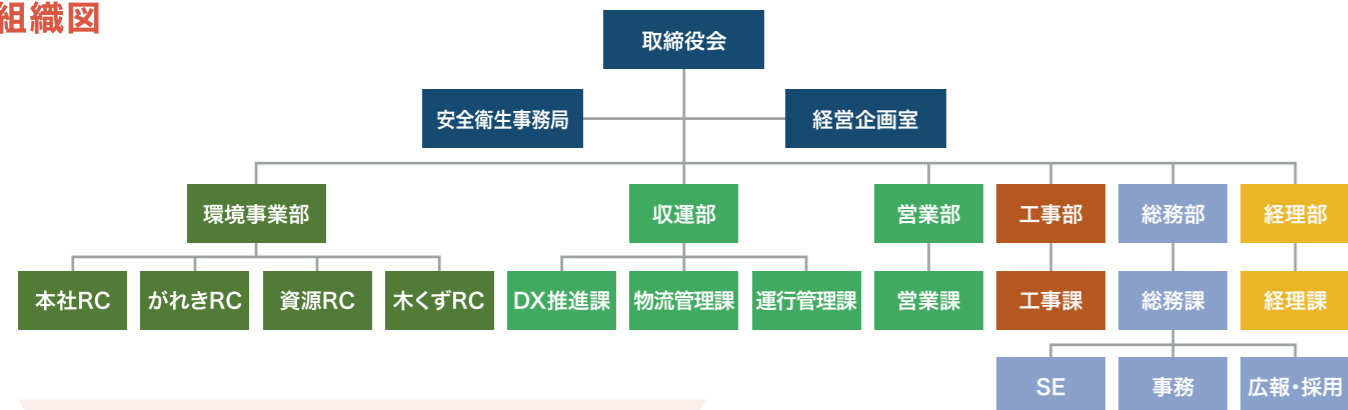 組織図
取締役会
安全衛生事務局
経営企画室
環境事業部
収運部
営業部
工事部
総務部
経理部
本社RC
がれきRC
資源RC
木くずRC
DX推進課
物流管理課
運行管理課
営業課
工事課
総務課
経理課
SE
事務
広報・採用